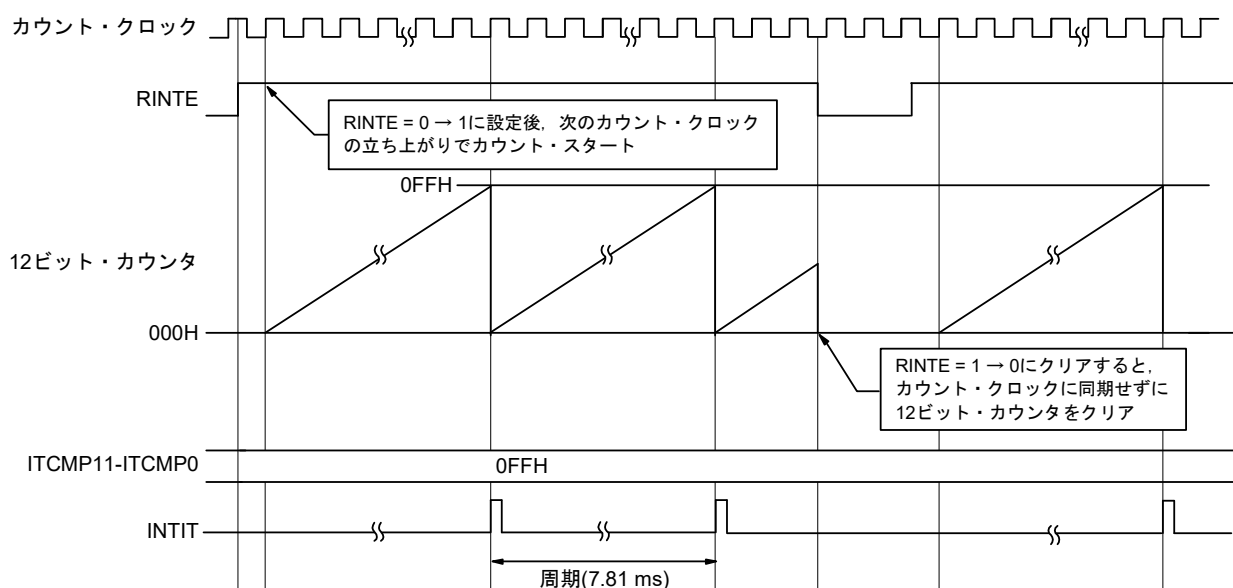 カウント・クロック
RINTE
RINTE = 0 → 1に設定後，次のカウント・クロック
の立ち上がりでカウント・スタート
0FFH
12ビット・カウンタ
000H
RINTE = 1 → 0にクリアすると，
カウント・クロックに同期せずに
12ビット・カウンタをクリア
ITCMP11-ITCMP0
0FFH
INTIT
周期(7.81 ms)